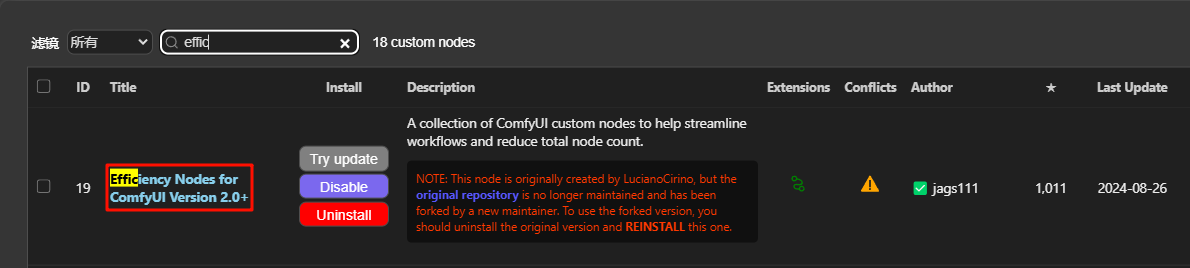 滤镜 所有 effic × 18 custom nodes
ID Title Install Description Extensions Conflicts Author ★ Last Update
A collection of ComfyUI custom nodes to help streamline
workflows and reduce total node count.
19
Efficiency Nodes for
ComfyUI Version 2.0+
Try update
Disable
Uninstall
NOTE: This node is originally created by LucianoCirino, but the
original repository is no longer maintained and has been
forked by a new maintainer. To use the forked version, you
should uninstall the original version and REINSTALL this one.
jags111
1,011
2024-08-26